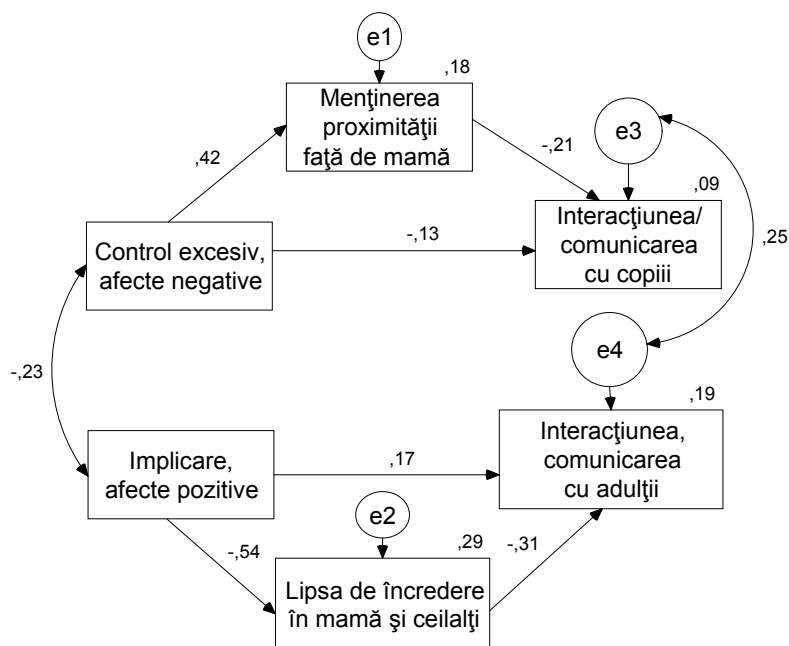 e1
,18
Menţinerea
proximităţii
faţă de mamă
,42
-,21
e3
,09
Interacţiunea/
comunicarea
cu copiii
Control excesiv,
afecte negative
-,13
,25
e4
-,23
,19
Interacţiunea,
comunicarea
cu adulţii
Implicare,
afecte pozitive
,17
e2
-,54
,29
-,31
Lipsa de încredere
în mamă şi ceilalţi